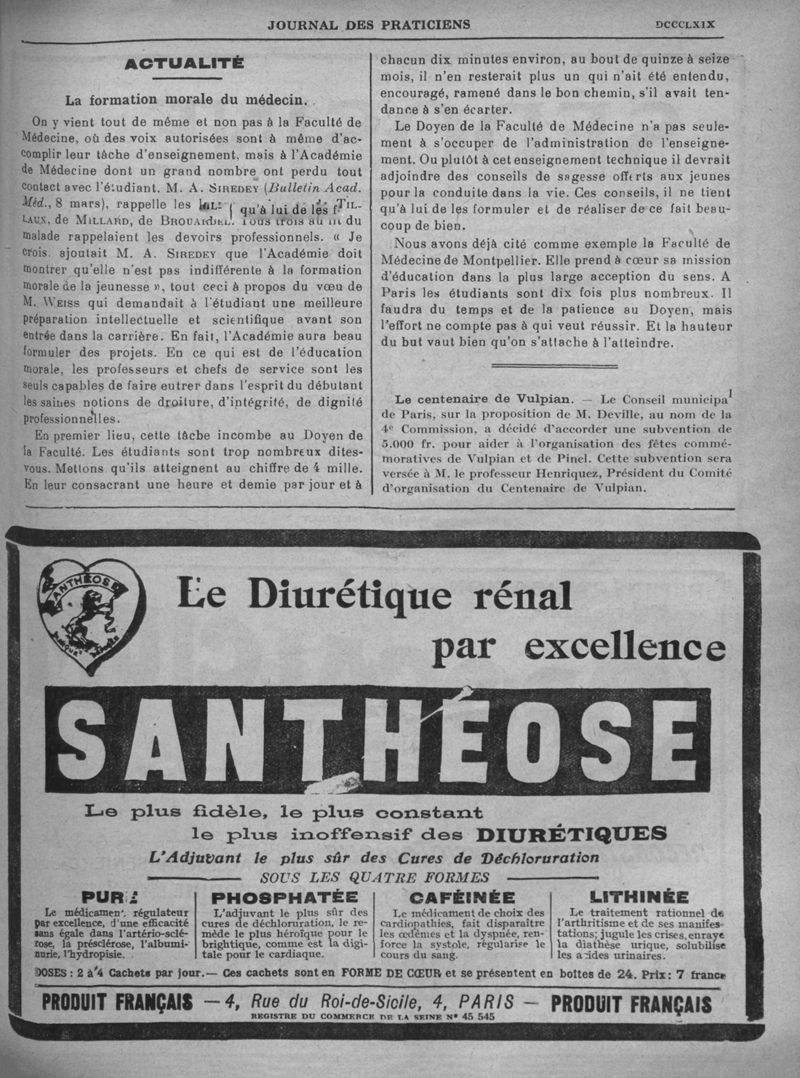 JOURNAL DES PRATICIENS
DCCCLXIX
ACTUALITÉ
La formation morale du médecin.
On y vient tout de même et non pas à la Faculté de
Médecine, où des voix autorisées sont à même d'ac-
complir leur tâche d'enseignement, mais à l'Académie
de Médecine dont un grand nombre ont perdu tout
contact avec l'étudiant. M. A. SIREDEY (Bulletin Acad.
Méd., 8 mars), rappelle les TIL-
qu'à lui de les f
LAUX, de MILLARD, de BROUARDEL. Tous trois au lit du
malade rappelaient les devoirs professionnels. « Je
crois, ajoutait M. A. SIREDEY que l'Académie doit
montrer qu'elle n'est pas indifférente à la formation
morale de la jeunesse », tout ceci à propos du vœu de
M. WEISS qui demandait à l'étudiant une meilleure
préparation intellectuelle et scientifique avant son
entrée dans la carrière. En fait, l'Académie aura beau
formuler des projets. En ce qui est de l'éducation
morale, les professeurs et chefs de service sont les
seuls capables de faire eutrer dans l'esprit du débutant
les saines notions de droiture, d'intégrité, de dignité
professionnelles.
En premier lieu, cette tâche incombe au Doyen de
la Faculté. Les étudiants sont trop nombreux dites-
vous. Mettons qu'ils atteignent au chiffre de 4 mille.
En leur consacrant une heure et demie par jour et à
chacun dix minutes environ, au bout de quinze à seize
mois, il n'en resterait plus un qui n'ait été entendu,
encouragé, ramené dans le bon chemin, s'il avait ten-
dance à s'en écarter.
Le Doyen de la Faculté de Médecine n'a pas seule-
ment à s'occuper de l'administration de l'enseigne-
ment. Ou plutôt à cet enseignement technique il devrait
adjoindre des conseils de sagesse offerts aux jeunes
pour la conduite dans la vie. Ces conseils, il ne tient
qu'à lui de les formuler et de réaliser de ce fait beau-
coup de bien.
Nous avons déjà cité comme exemple la Faculté de
Médecine de Montpellier. Elle prend à cœur sa mission
d'éducation dans la plus large acception du sens. A
Paris les étudiants sont dix fois plus nombreux. Il
faudra du temps et de la patience au Doyen, mais
l'effort ne compte pas à qui veut réussir. Et la hauteur
du but vaut bien qu'on s'attache à l'atteindre.
Le centenaire de Vulpian. — Le Conseil municipal
de Paris, sur la proposition de M. Deville, au nom de la
4e Commission, a décidé d'accorder une subvention de
5.000 fr. pour aider à l'organisation des fêtes commé-
moratives de Vulpian et de Pinel. Cette subvention sera
versée à M. le professeur Henriquez, Président du Comité
d'organisation du Centenaire de Vulpian.
SANTHÉOSE
Le Diurétique rénal
par excellence
SANTHÉOSE
Le plus fidèle, le plus constant
le plus inoffensif des DIURÉTIQUES
L'Adjuvant le plus sûr des Cures de Déchloruration
SOUS LES QUATRE FORMES
PURE
Le médicament régulateur
par excellence, d'une efficacité
sans égale dans l'artério-sclé-
rose, la présclérose, l'albumi-
nurie, l'hydropisie.
PHOSPHATÉE
L'adjuvant le plus sûr des
cures de déchloruration, le re-
mède le plus héroïque pour le
brightique, comme est la digi-
tale pour le cardiaque.
CAFÉINÉE
Le médicament de choix des
cardiopathies, fait disparaître
les œdèmes et la dyspnée, ren-
force la systole, régularise le
cours du sang.
LITHINÉE
Le traitement rationnel de
l'arthritisme et de ses manifes-
tations; jugule les crises, enraye
la diathèse urique, solubilise
les acides urinaires.
DOSES : 2 à 4 Cachets par jour. — Ces cachets sont en FORME DE CŒUR et se présentent en boîtes de 24. Prix : 7 francs
PRODUIT FRANÇAIS — 4, Rue du Roi-de-Sicile, 4, PARIS — PRODUIT FRANÇAIS
REGISTRE DU COMMERCE DE LA SEINE N° 45 545